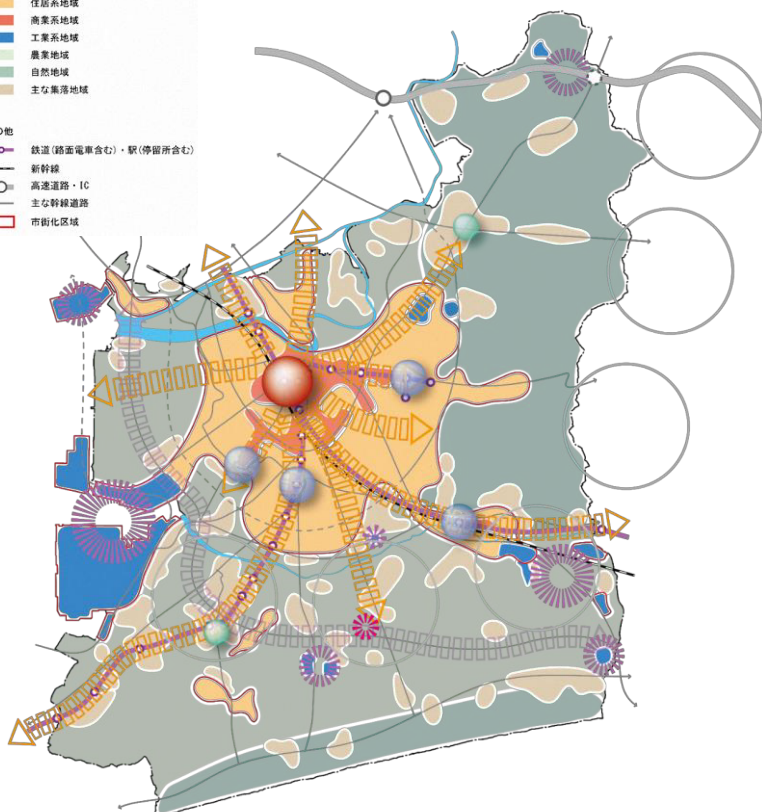 住居系地域
商業系地域
工業系地域
農業地域
自然地域
主な集落地域
の他
鉄道(路面電車含む)・駅(停留所含む)
新幹線
高速道路・IC
主な幹線道路
市街化区域